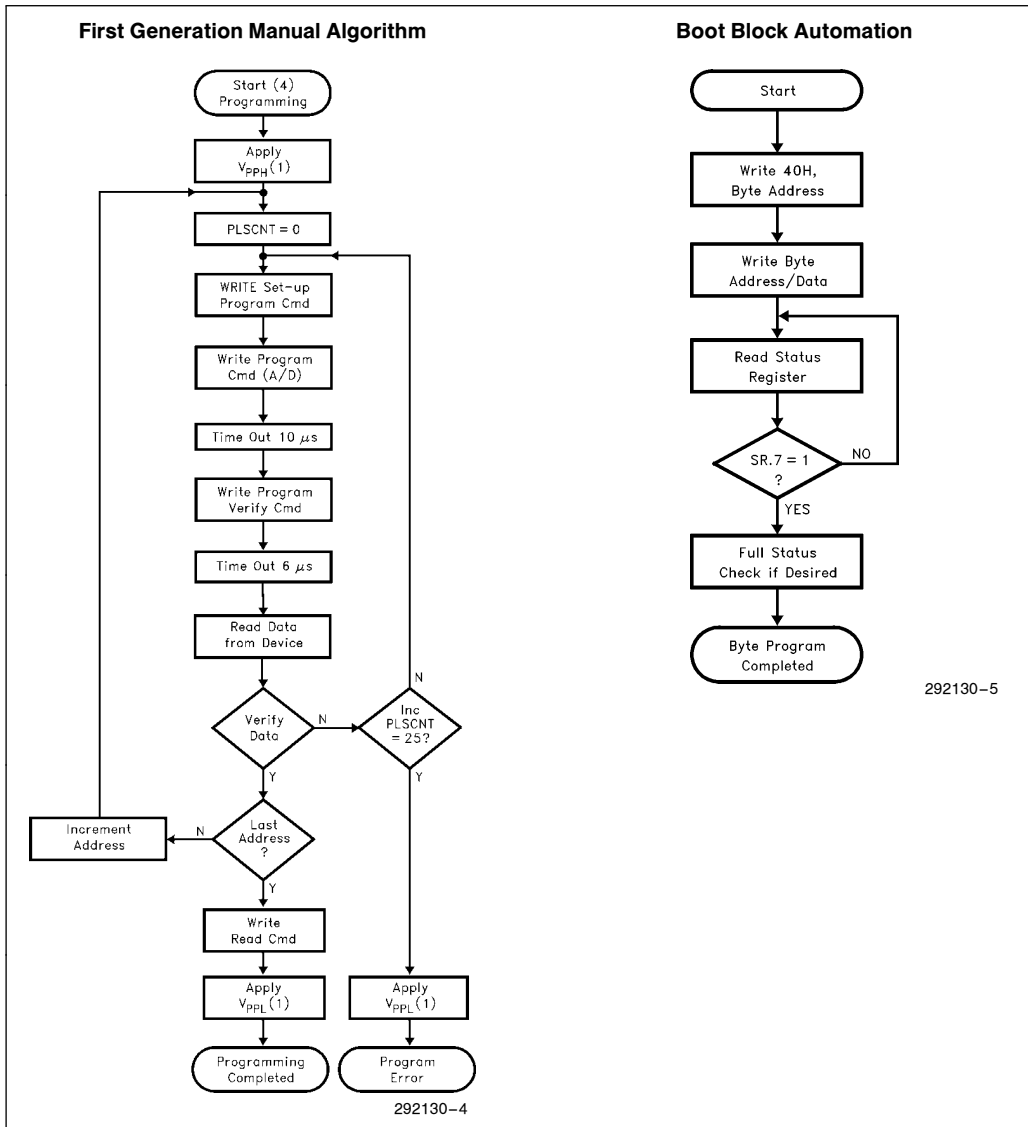 First Generation Manual Algorithm
Start (4)
Programming
Apply
VPPH(1)
PLSCNT = 0
WRITE Set-up
Program Cmd
Write Program
Cmd (A/D)
Time Out 10 μs
Write Program
Verify Cmd
Time Out 6 μs
Read Data
from Device
Verify
Data
N
Y
Inc
PLSCNT
= 25?
N
Y
Last
Address
?
N
Y
Increment
Address
Write
Read Cmd
Apply
VPPL(1)
Programming
Completed
Apply
VPPL(1)
Program
Error
292130–4
Boot Block Automation
Start
Write 40H,
Byte Address
Write Byte
Address/Data
Read Status
Register
SR.7 = 1
?
NO
YES
Full Status
Check if Desired
Byte Program
Completed
292130–5